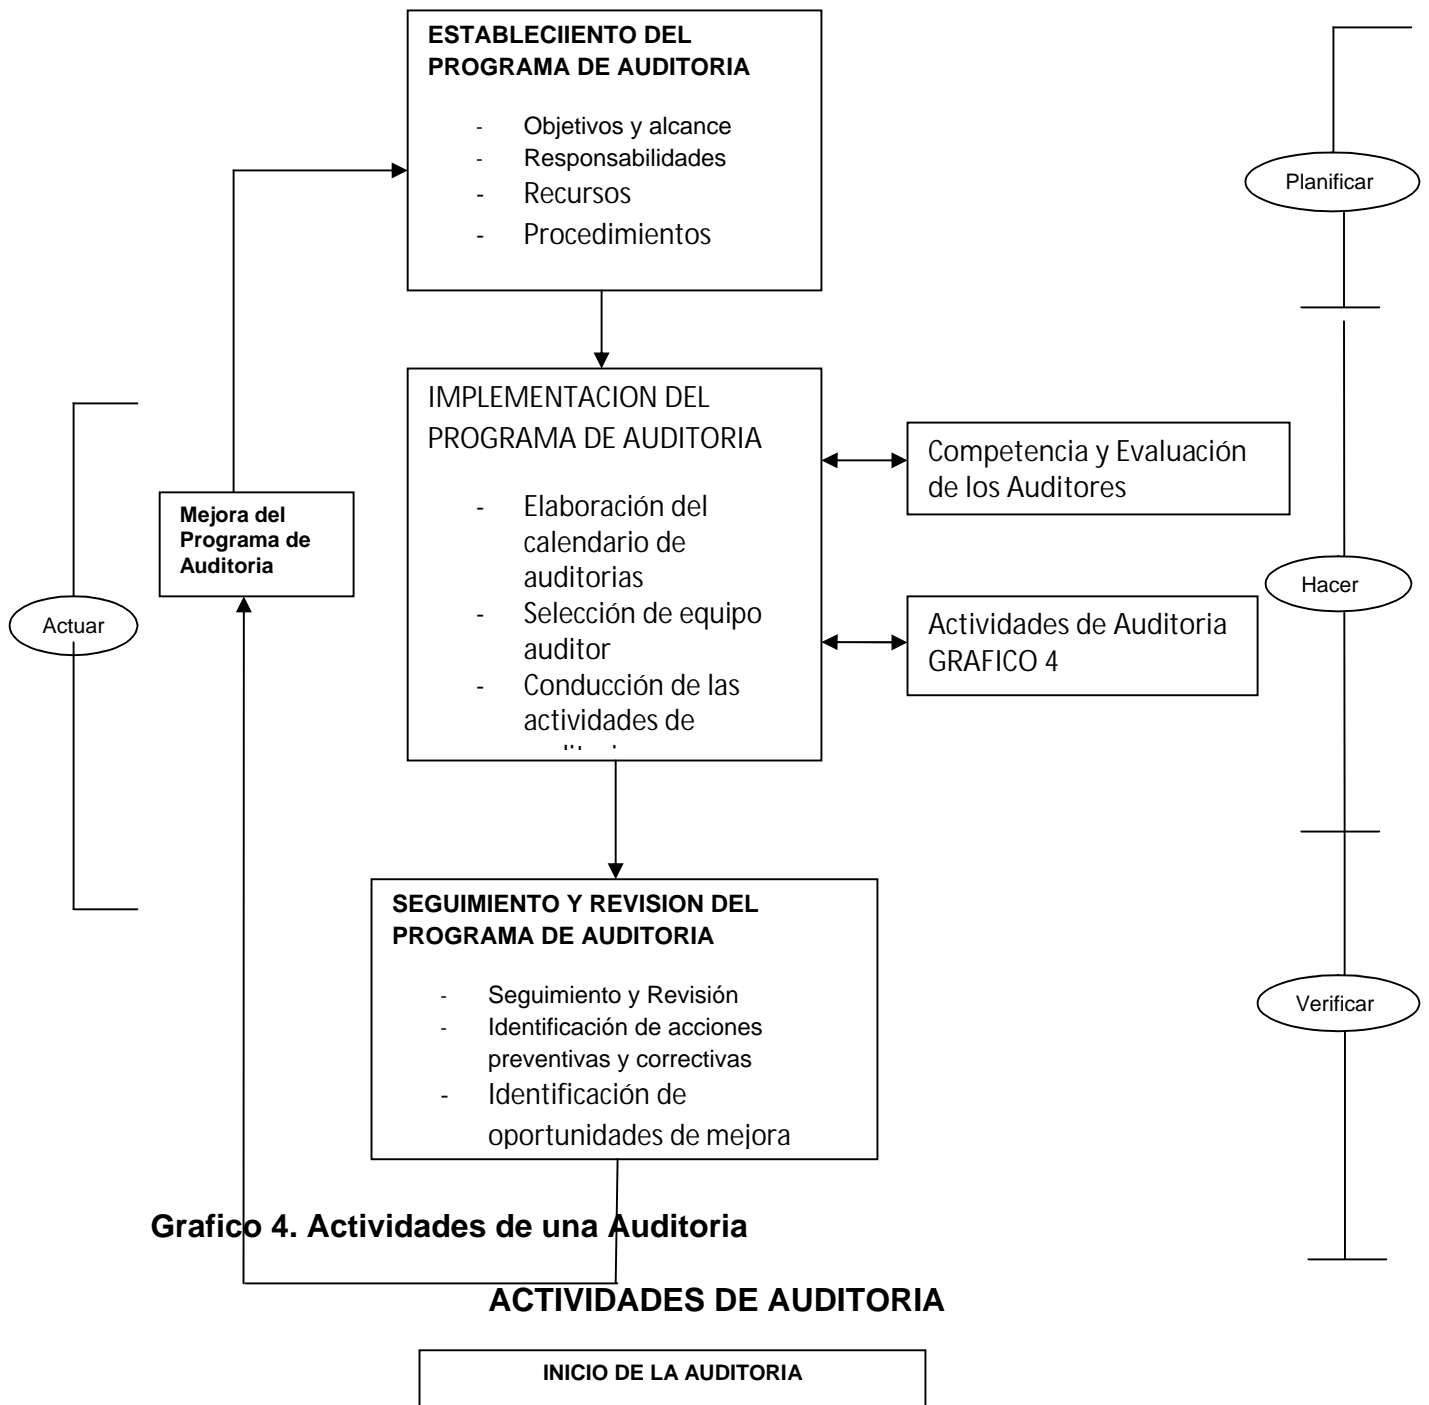 ESTABLECIIENTO DEL
PROGRAMA DE AUDITORIA
- Objetivos y alcance
- Responsabilidades
- Recursos
- Procedimientos
Planificar
IMPLEMENTACION DEL
PROGRAMA DE AUDITORIA
- Elaboración del
calendario de
auditorias
- Selección de equipo
auditor
- Conducción de las
actividades de
Competencia y Evaluación
de los Auditores
Mejora del
Programa de
Auditoria
Actuar
Hacer
Actividades de Auditoria
GRAFICO 4
SEGUIMIENTO Y REVISION DEL
PROGRAMA DE AUDITORIA
- Seguimiento y Revisión
- Identificación de acciones
preventivas y correctivas
- Identificación de
oportunidades de mejora
Verificar
Grafico 4. Actividades de una Auditoria
ACTIVIDADES DE AUDITORIA
INICIO DE LA AUDITORIA